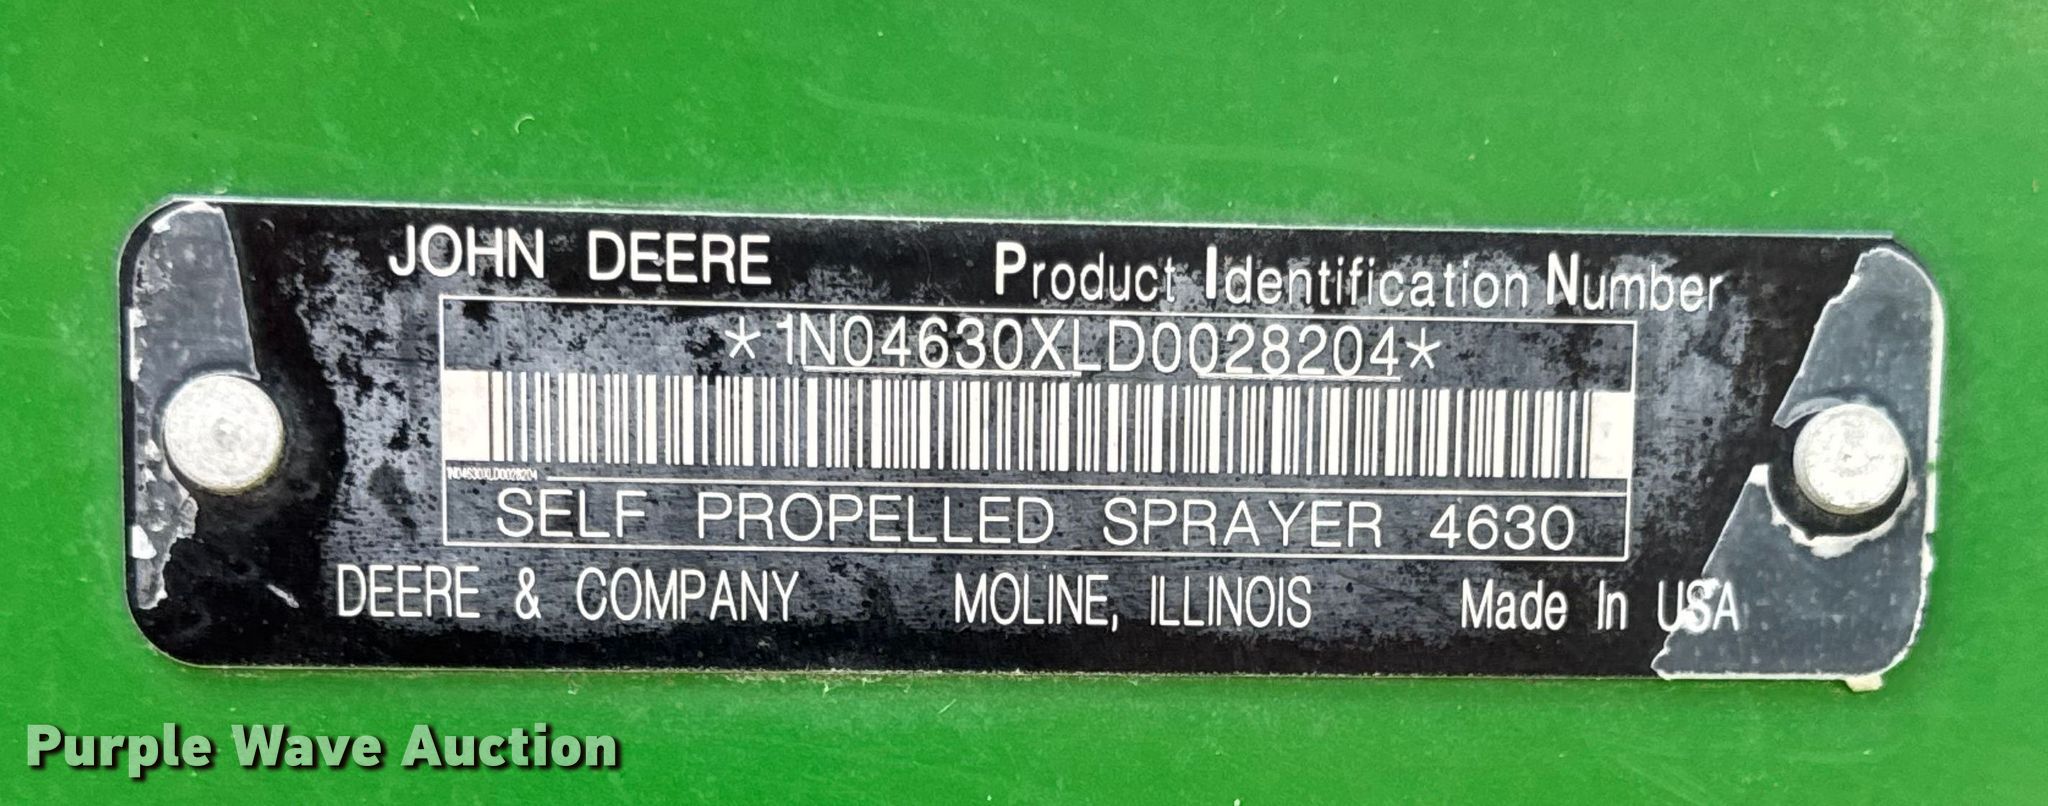 JOHN DEERE Product Identification Number
*1N04630XLD0028204*
1N04630XLD0028204
SELF PROPELLED SPRAYER 4630
DEERE & COMPANY MOLINE, ILLINOIS Made In USA
Purple Wave Auction